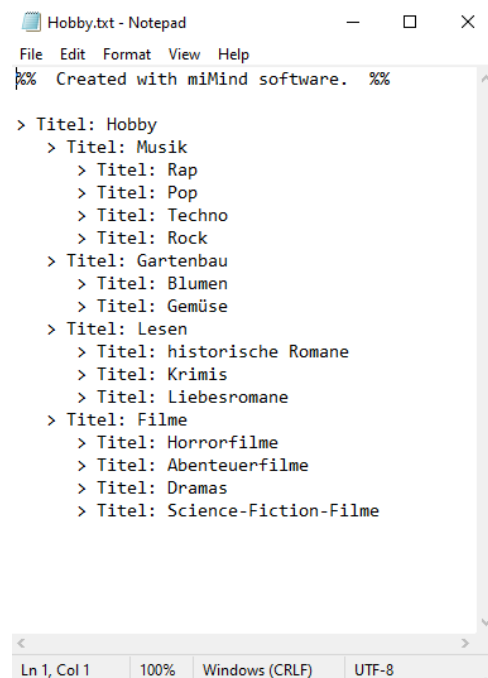 Hobby.txt - Notepad
File Edit Format View Help
%% Created with miMind software. %%
> Titel: Hobby
> Titel: Musik
> Titel: Rap
> Titel: Pop
> Titel: Techno
> Titel: Rock
> Titel: Gartenbau
> Titel: Blumen
> Titel: Gemüse
> Titel: Lesen
> Titel: historische Romane
> Titel: Krimis
> Titel: Liebesromane
> Titel: Filme
> Titel: Horrorfilme
> Titel: Abenteuerfilme
> Titel: Dramas
> Titel: Science-Fiction-Filme
Ln 1, Col 1 100% Windows (CRLF) UTF-8